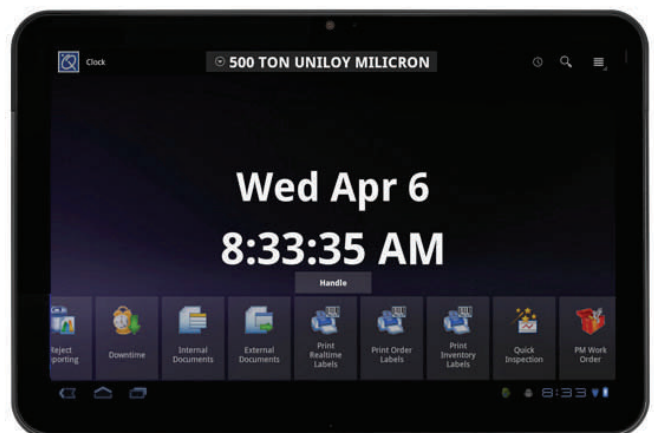 Clock
500 TON UNILOY MILICRON
Wed Apr 6
8:33:35 AM
Handle
Reject
porting
Downtime
Internal
Documents
External
Documents
Print
Realtime
Labels
Print Order
Labels
Print
Inventory
Labels
Quick
Inspection
PM Work
Order
8:33